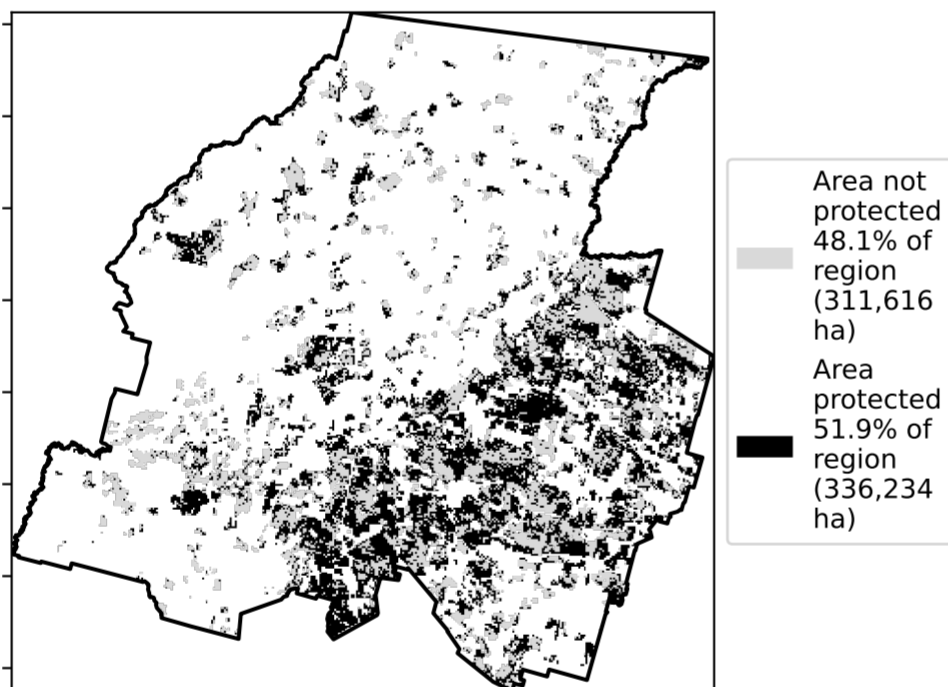 Area not
protected
48.1% of
region
(311,616
ha)
Area
protected
51.9% of
region
(336,234
ha)